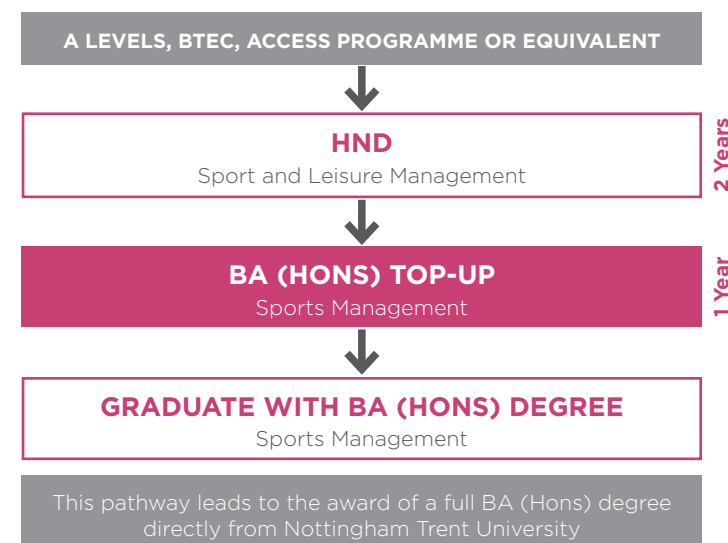 A LEVELS, BTEC, ACCESS PROGRAMME OR EQUIVALENT
HND
Sport and Leisure Management
2 Years
BA (HONS) TOP-UP
Sports Management
1 Year
GRADUATE WITH BA (HONS) DEGREE
Sports Management
This pathway leads to the award of a full BA (Hons) degree
directly from Nottingham Trent University